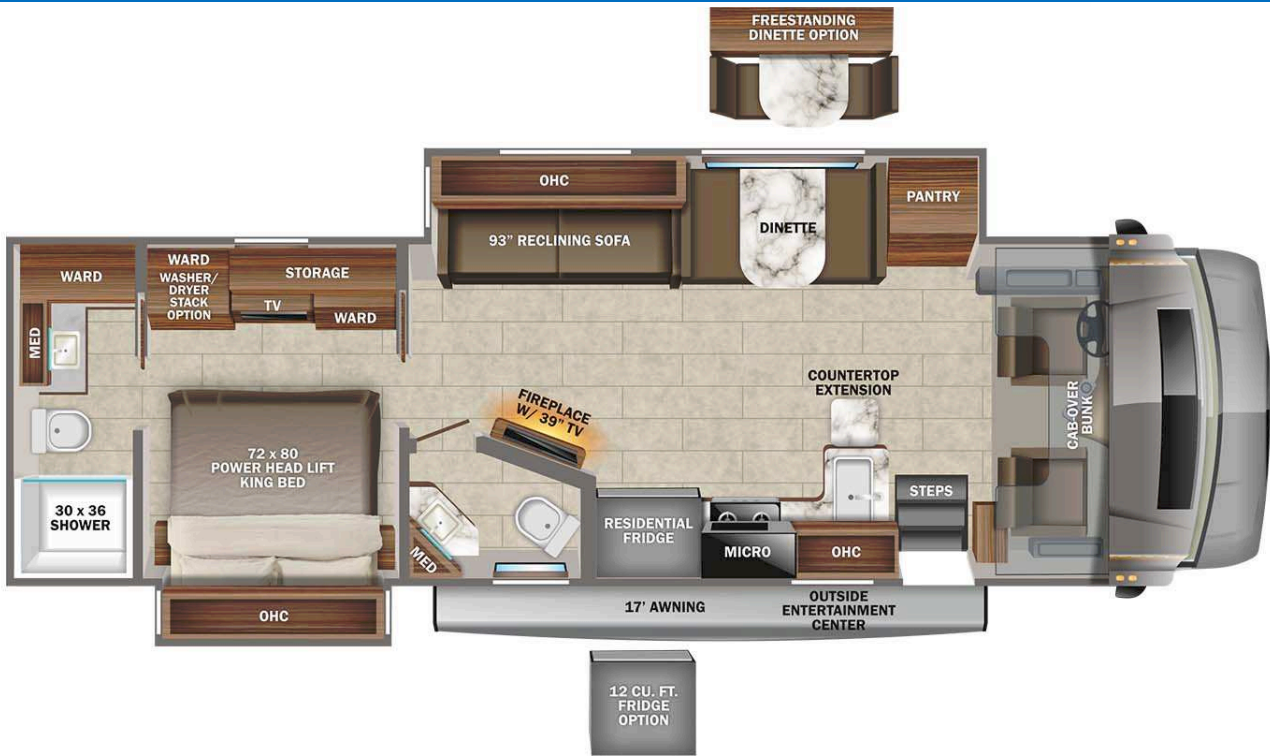 FREESTANDING
DINETTE OPTION
OHC
PANTRY
93" RECLINING SOFA
DINETTE
WARD
WARD
WASHER/
DRYER
STACK
OPTION
STORAGE
TV
WARD
MED
COUNTERTOP
EXTENSION
CAB-OVER
BUNK
FIREPLACE
W/ 39" TV
72 x 80
POWER HEAD LIFT
KING BED
30 x 36
SHOWER
STEPS
RESIDENTIAL
FRIDGE
MICRO
OHC
MED
OHC
17' AWNING
OUTSIDE
ENTERTAINMENT
CENTER
12 CU. FT.
FRIDGE
OPTION